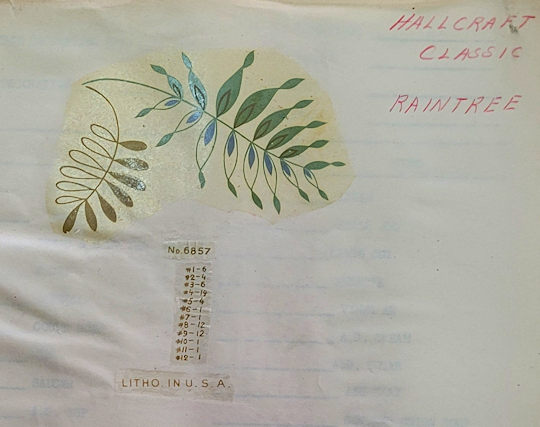 HALLCRAFT
CLASSIC
RAINTREE
No. 6857
#1-6
#2-4
#3-6
#4-19
#5-4
#6-1
#7-1
#8-12
#9-12
#10-1
#11-1
#12-1
LITHO. IN U.S.A.